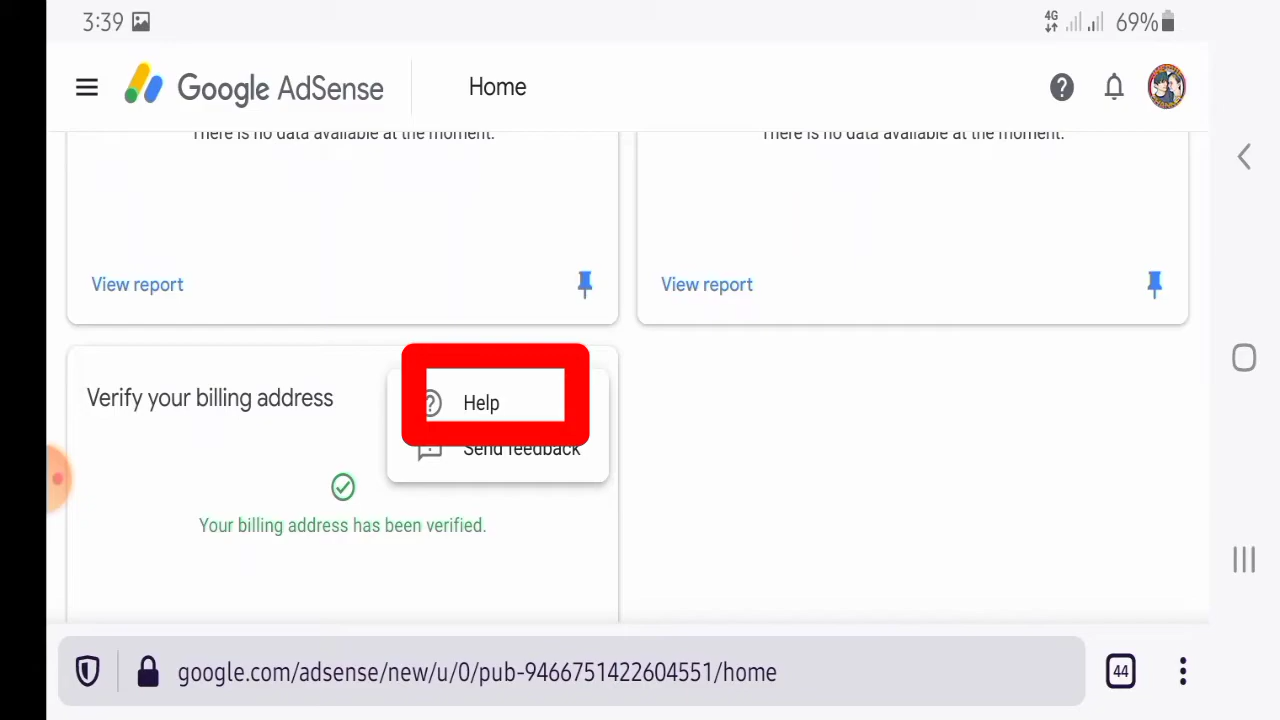 3:39
4G
69%
Google AdSense
Home
There is no data available at the moment.
There is no data available at the moment.
View report
View report
Verify your billing address
Help
Send feedback
Your billing address has been verified.
google.com/adsense/new/u/0/pub-9466751422604551/home
44